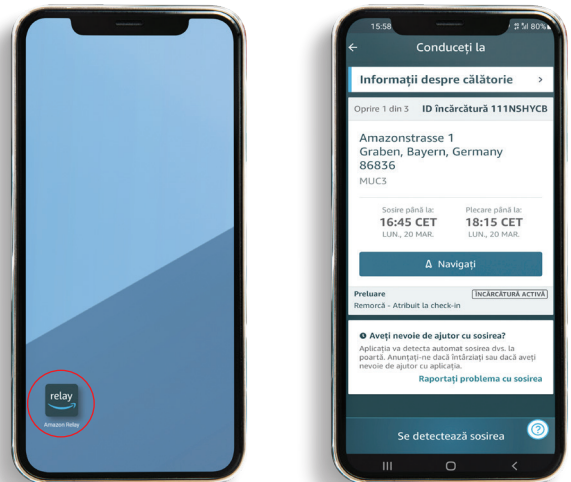 relay
Amazon Relay
15:58
80%
Conduceți la
Informații despre călătorie
Oprire 1 din 3 ID încărcătură 111NSHYCB
Amazonstrasse 1
Graben, Bayern, Germany
86836
MUC3
Sosire până la: Plecare până la:
16:45 CET 18:15 CET
LUN., 20 MAR. LUN., 20 MAR.
Navigați
Preluare ÎNCĂRCĂTURĂ ACTIVĂ
Remorcă - Atribuit la check-in
Aveți nevoie de ajutor cu sosirea?
Aplicația va detecta automat sosirea dvs. la
poartă. Anunțați-ne dacă întârziați sau dacă aveți
nevoie de ajutor cu aplicația.
Raportați problema cu sosirea
Se detectează sosirea
?